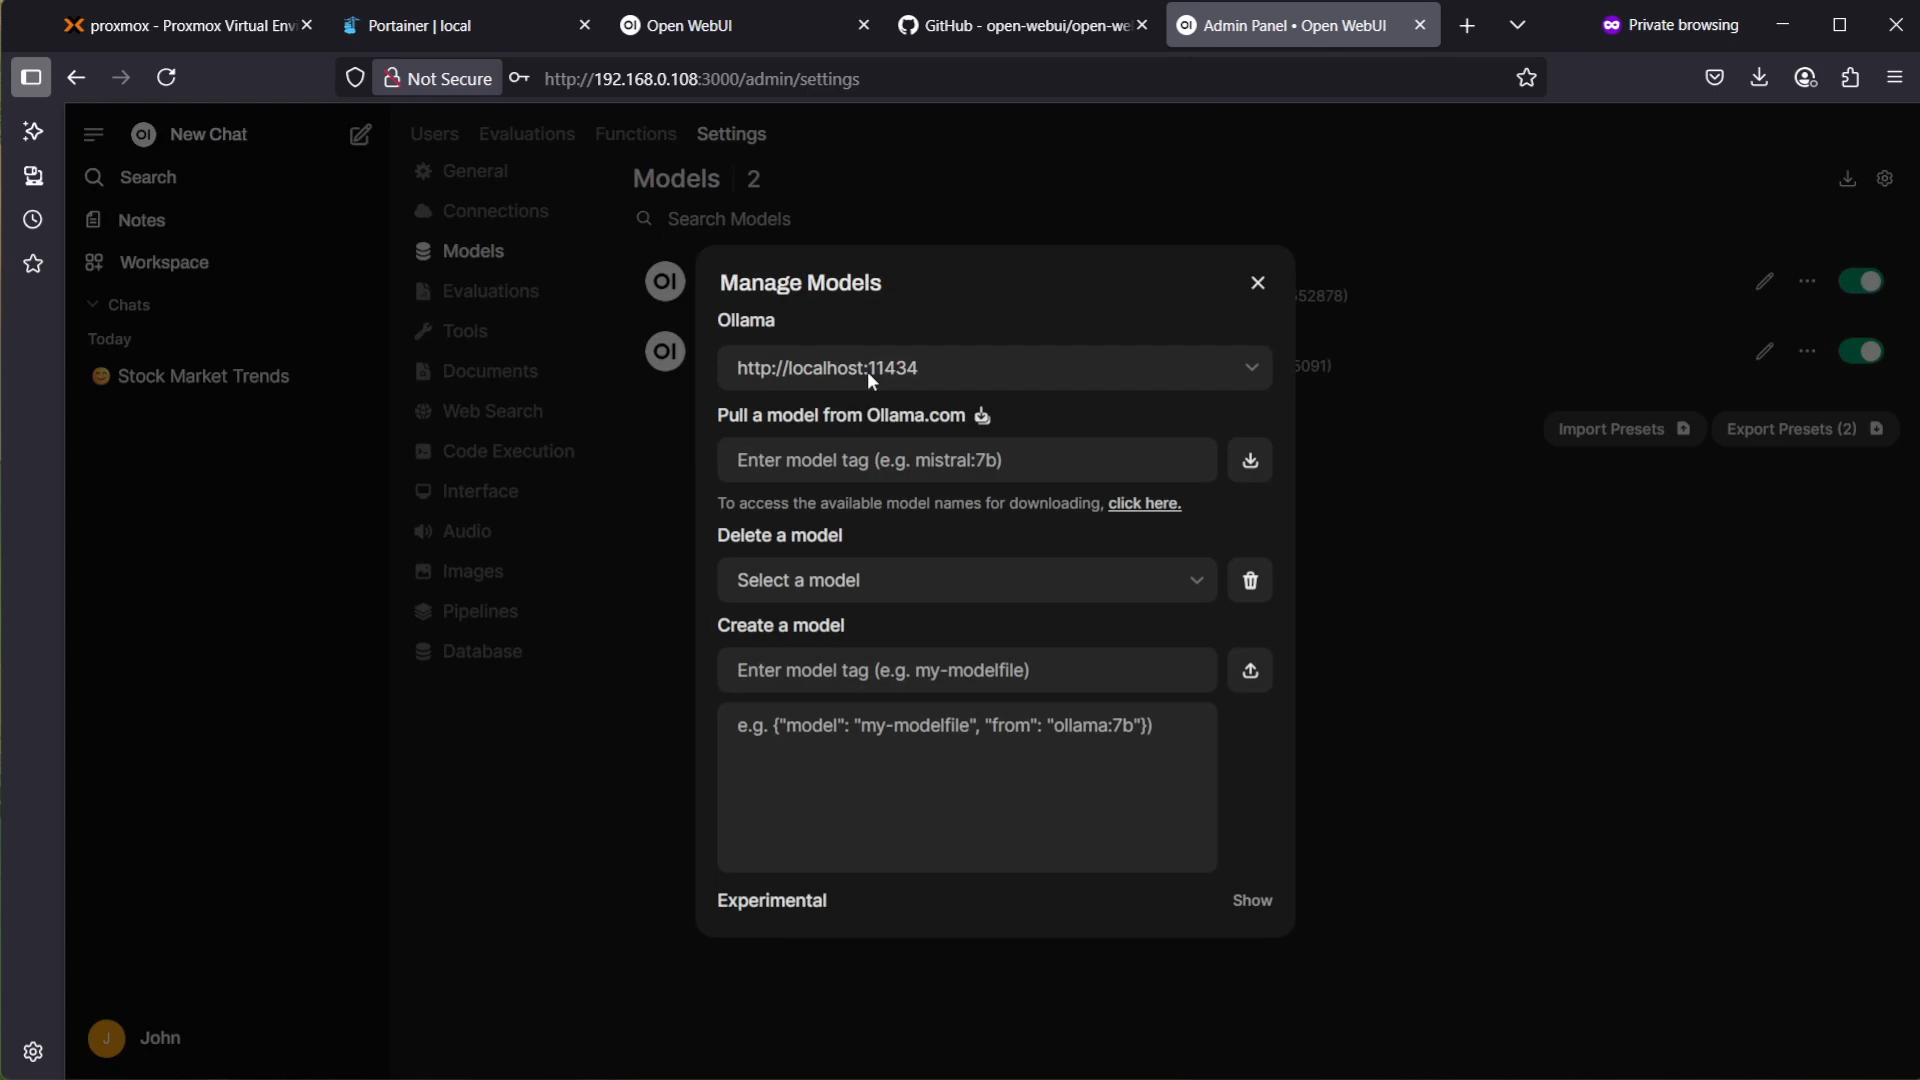 proxmox - Proxmox Virtual Envi
Portainer | local
Open WebUI
GitHub - open-webui/open-we
Admin Panel • Open WebUI
Private browsing
Not Secure
http://192.168.0.108:3000/admin/settings
OI
New Chat
Search
Notes
Workspace
Chats
Today
Stock Market Trends
J
John
Users
Evaluations
Functions
Settings
General
Connections
Models
Evaluations
Tools
Documents
Web Search
Code Execution
Interface
Audio
Images
Pipelines
Database
Models 2
Search Models
OI
52878)
OI
5091)
Import Presets
Export Presets (2)
Manage Models
Ollama
http://localhost:11434
Pull a model from Ollama.com
Enter model tag (e.g. mistral:7b)
To access the available model names for downloading, click here.
Delete a model
Select a model
Create a model
Enter model tag (e.g. my-modelfile)
e.g. {"model": "my-modelfile", "from": "ollama:7b"})
Experimental
Show